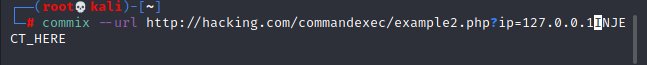 ┌──(root💀kali)-[~]
└─# commix --url http://hacking.com/commandexec/example2.php?ip=127.0.0.1INJE
CT_HERE